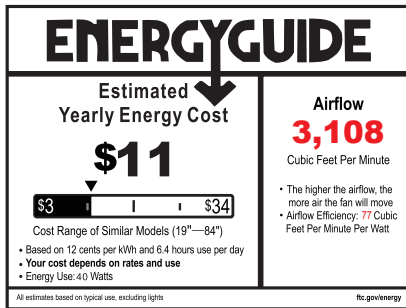 ENERGYGUIDE
Estimated
Yearly Energy Cost
$11
$3
$34
Cost Range of Similar Models (19"—84")
• Based on 12 cents per kWh and 6.4 hours use per day
• Your cost depends on rates and use
• Energy Use: 40 Watts
Airflow
3,108
Cubic Feet Per Minute
• The higher the airflow, the
more air the fan will move
• Airflow Efficiency: 77 Cubic
Feet Per Minute Per Watt
All estimates based on typical use, excluding lights
ftc.gov/energy